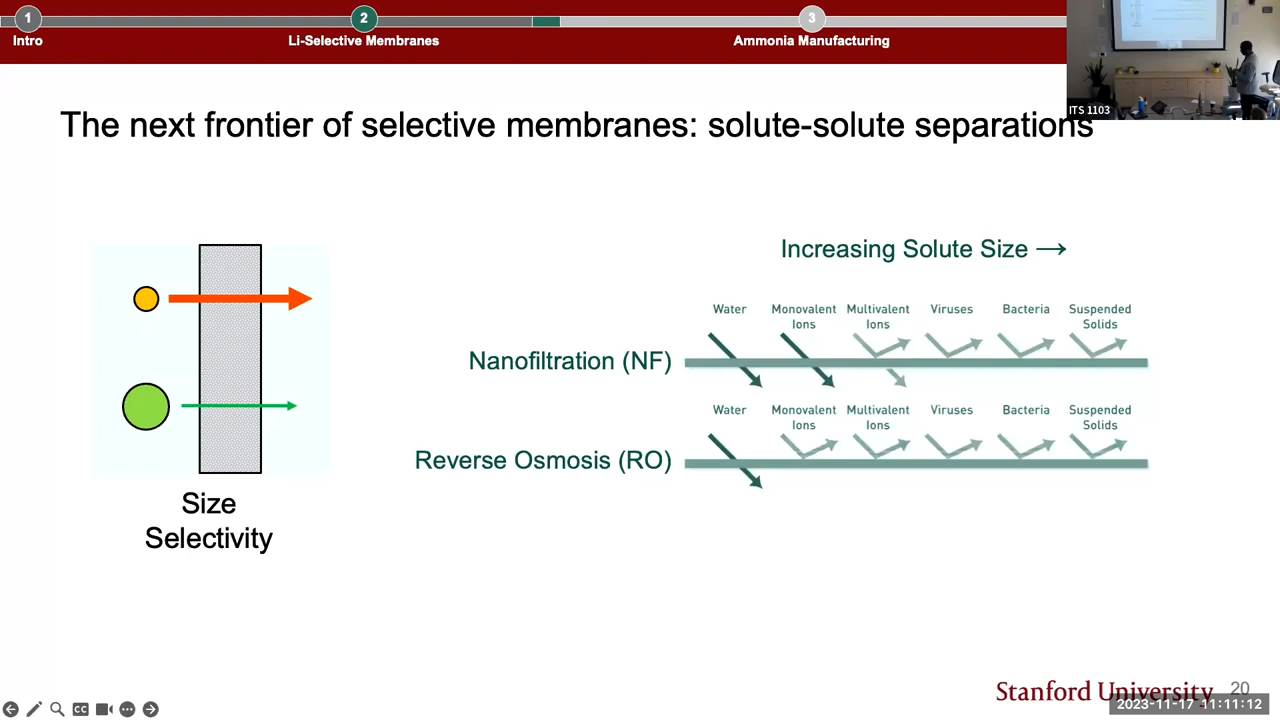 1
2
3
Intro
Li-Selective Membranes
Ammonia Manufacturing
ITS 1103
The next frontier of selective membranes: solute-solute separations
Increasing Solute Size →
Water
Monovalent
Ions
Multivalent
Ions
Viruses
Bacteria
Suspended
Solids
Nanofiltration (NF)
Water
Monovalent
Ions
Multivalent
Ions
Viruses
Bacteria
Suspended
Solids
Reverse Osmosis (RO)
Size
Selectivity
CC
Stanford University
20
2023-11-17 11:11:12